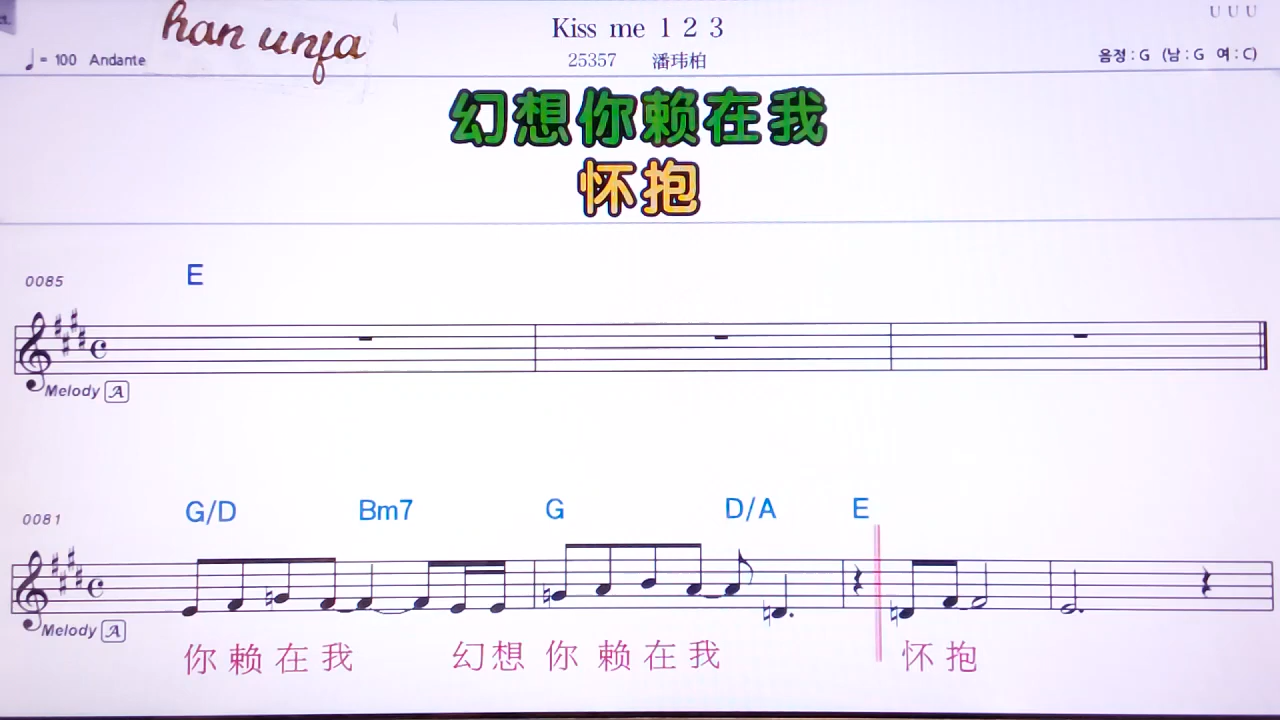 han unja
Kiss me 1 2 3
U U U
= 100 Andante
25357 潘玮柏
음정 : G (남 : G 여 : C)
幻想你赖在我
怀抱
0085
E
Melody A
0081
G/D Bm7 G D/A E
Melody A
你赖在我 幻想你赖在我 怀抱